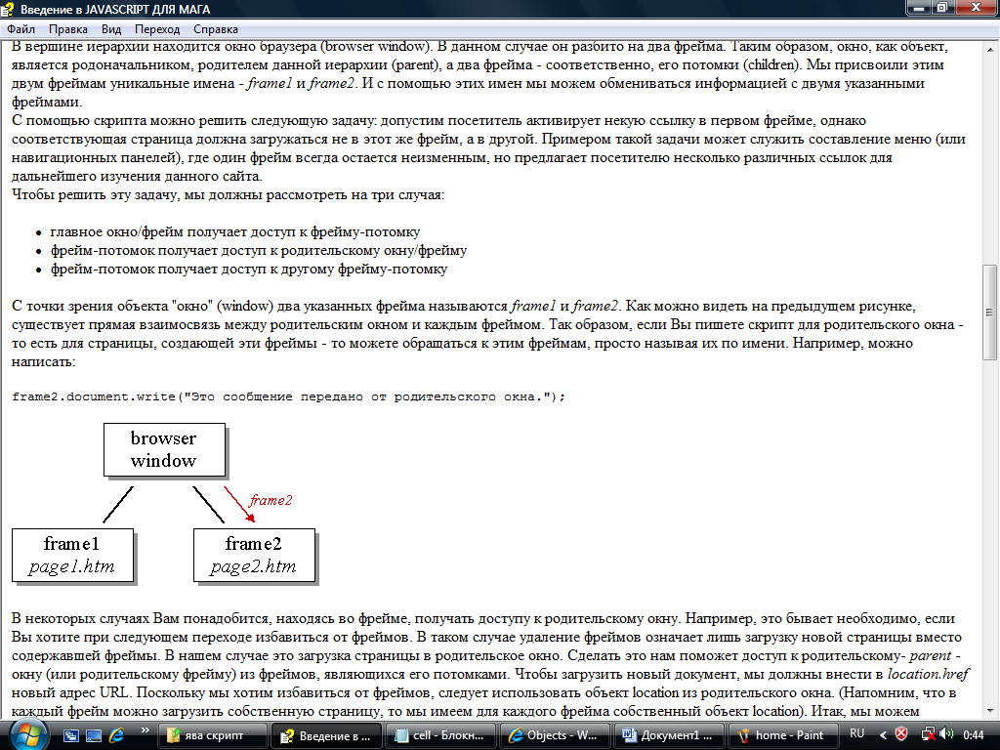 Введение в JAVASCRIPT ДЛЯ МАГА
Файл Правка Вид Переход Справка
В вершине иерархии находится окно браузера (browser window). В данном случае он разбито на два фрейма. Таким образом, окно, как объект,
является родоначальником, родителем данной иерархии (parent), а два фрейма - соответственно, его потомки (children). Мы присвоили этим
двум фреймам уникальные имена - frame1 и frame2. И с помощью этих имен мы можем обмениваться информацией с двумя указанными
фреймами.
С помощью скрипта можно решить следующую задачу: допустим посетитель активирует некую ссылку в первом фрейме, однако
соответствующая страница должна загружаться не в этот же фрейм, а в другой. Примером такой задачи может служить составление меню (или
навигационных панелей), где один фрейм всегда остается неизменным, но предлагает посетителю несколько различных ссылок для
дальнейшего изучения данного сайта.
Чтобы решить эту задачу, мы должны рассмотреть на три случая:
• главное окно/фрейм получает доступ к фрейму-потомку
• фрейм-потомок получает доступ к родительскому окну/фрейму
• фрейм-потомок получает доступ к другому фрейму-потомку
С точки зрения объекта "окно" (window) два указанных фрейма называются frame1 и frame2. Как можно видеть на предыдущем рисунке,
существует прямая взаимосвязь между родительским окном и каждым фреймом. Так образом, если Вы пишете скрипт для родительского окна -
то есть для страницы, создающей эти фреймы - то можете обращаться к этим фреймам, просто называя их по имени. Например, можно
написать:
frame2.document.write("Это сообщение передано от родительского окна.");
browser
window
frame2
frame1 frame2
page1.htm page2.htm
В некоторых случаях Вам понадобится, находясь во фрейме, получать доступу к родительскому окну. Например, это бывает необходимо, если
Вы хотите при следующем переходе избавиться от фреймов. В таком случае удаление фреймов означает лишь загрузку новой страницы вместо
содержавшей фреймы. В нашем случае это загрузка страницы в родительское окно. Сделать это нам поможет доступ к родительскому- parent -
окну (или родительскому фрейму) из фреймов, являющихся его потомками. Чтобы загрузить новый документ, мы должны внести в location.href
новый адрес URL. Поскольку мы хотим избавиться от фреймов, следует использовать объект location из родительского окна. (Напомним, что в
каждый фрейм можно загрузить собственную страницу, то мы имеем для каждого фрейма собственный объект location). Итак, мы можем
» ява скрипт Введение в ... cell - Блокн... Objects - W... Документ1 ... home - Paint RU < 0:44